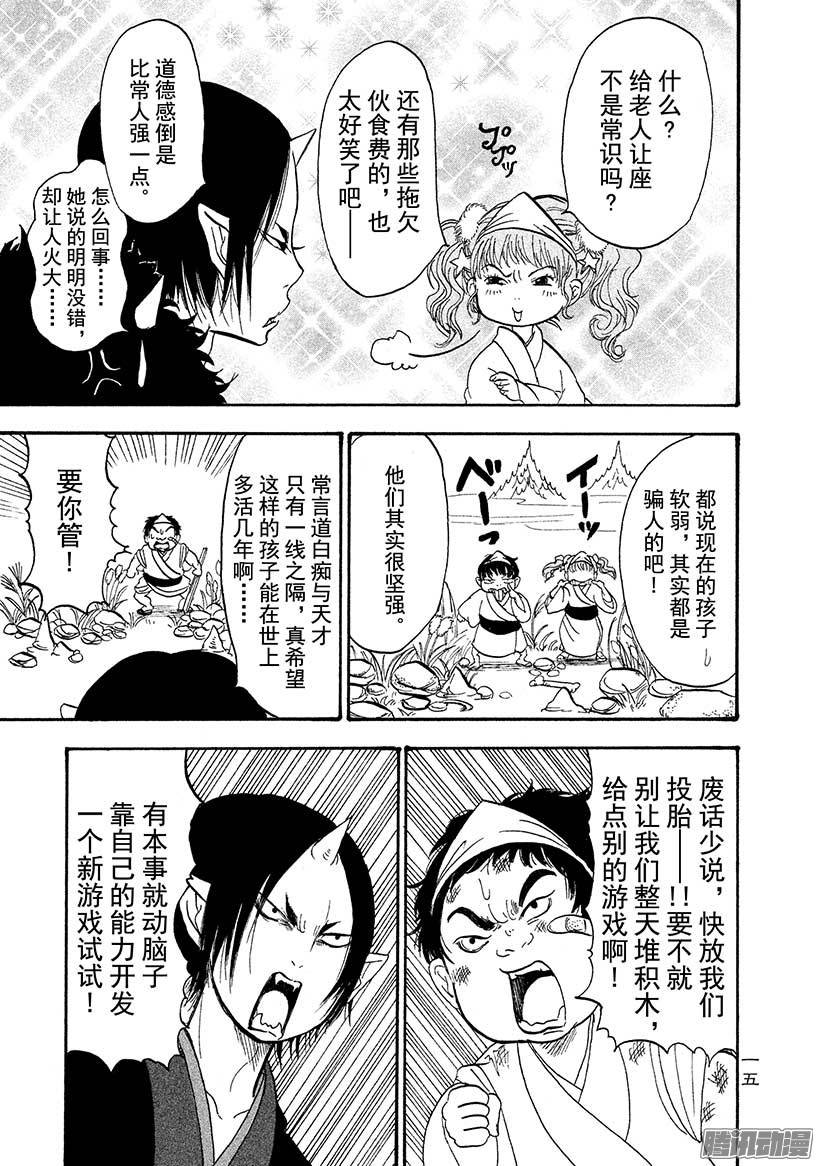 什么？
给老人让座
不是常识吗？
プププッ
还有那些拖欠
伙食费的，也
太好笑了吧——
道德感倒是
比常人强一点。
怎么回事……
她说的明明没错，
却让人火大……
都说现在的孩子
软弱，其实都是
骗人的吧！
イーッ
べーっ
他们其实很坚强。
常言道白痴与天才
只有一线之隔，真希望
这样的孩子能在世上
多活几年啊……
要你管！
废话少说，快放我们
投胎——!!要不就
别让我们整天堆积木，
给点别的游戏啊！
有本事就动脑子
靠自己的能力开发
一个新游戏试试！
一五
腾讯动漫